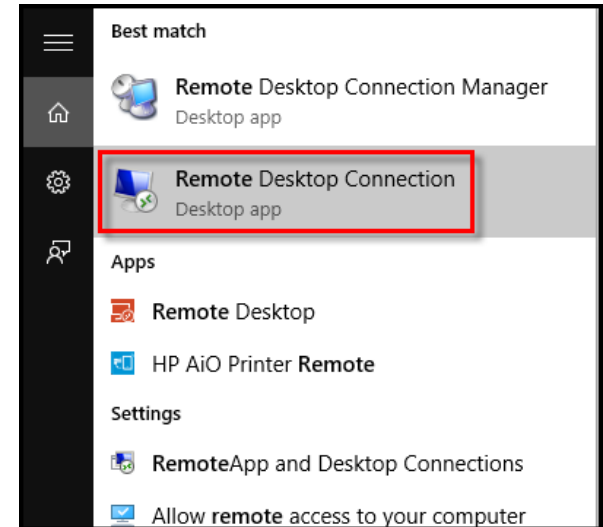 Best match
Remote Desktop Connection Manager
Desktop app
Remote Desktop Connection
Desktop app
Apps
Remote Desktop
HP AiO Printer Remote
Settings
RemoteApp and Desktop Connections
Allow remote access to your computer